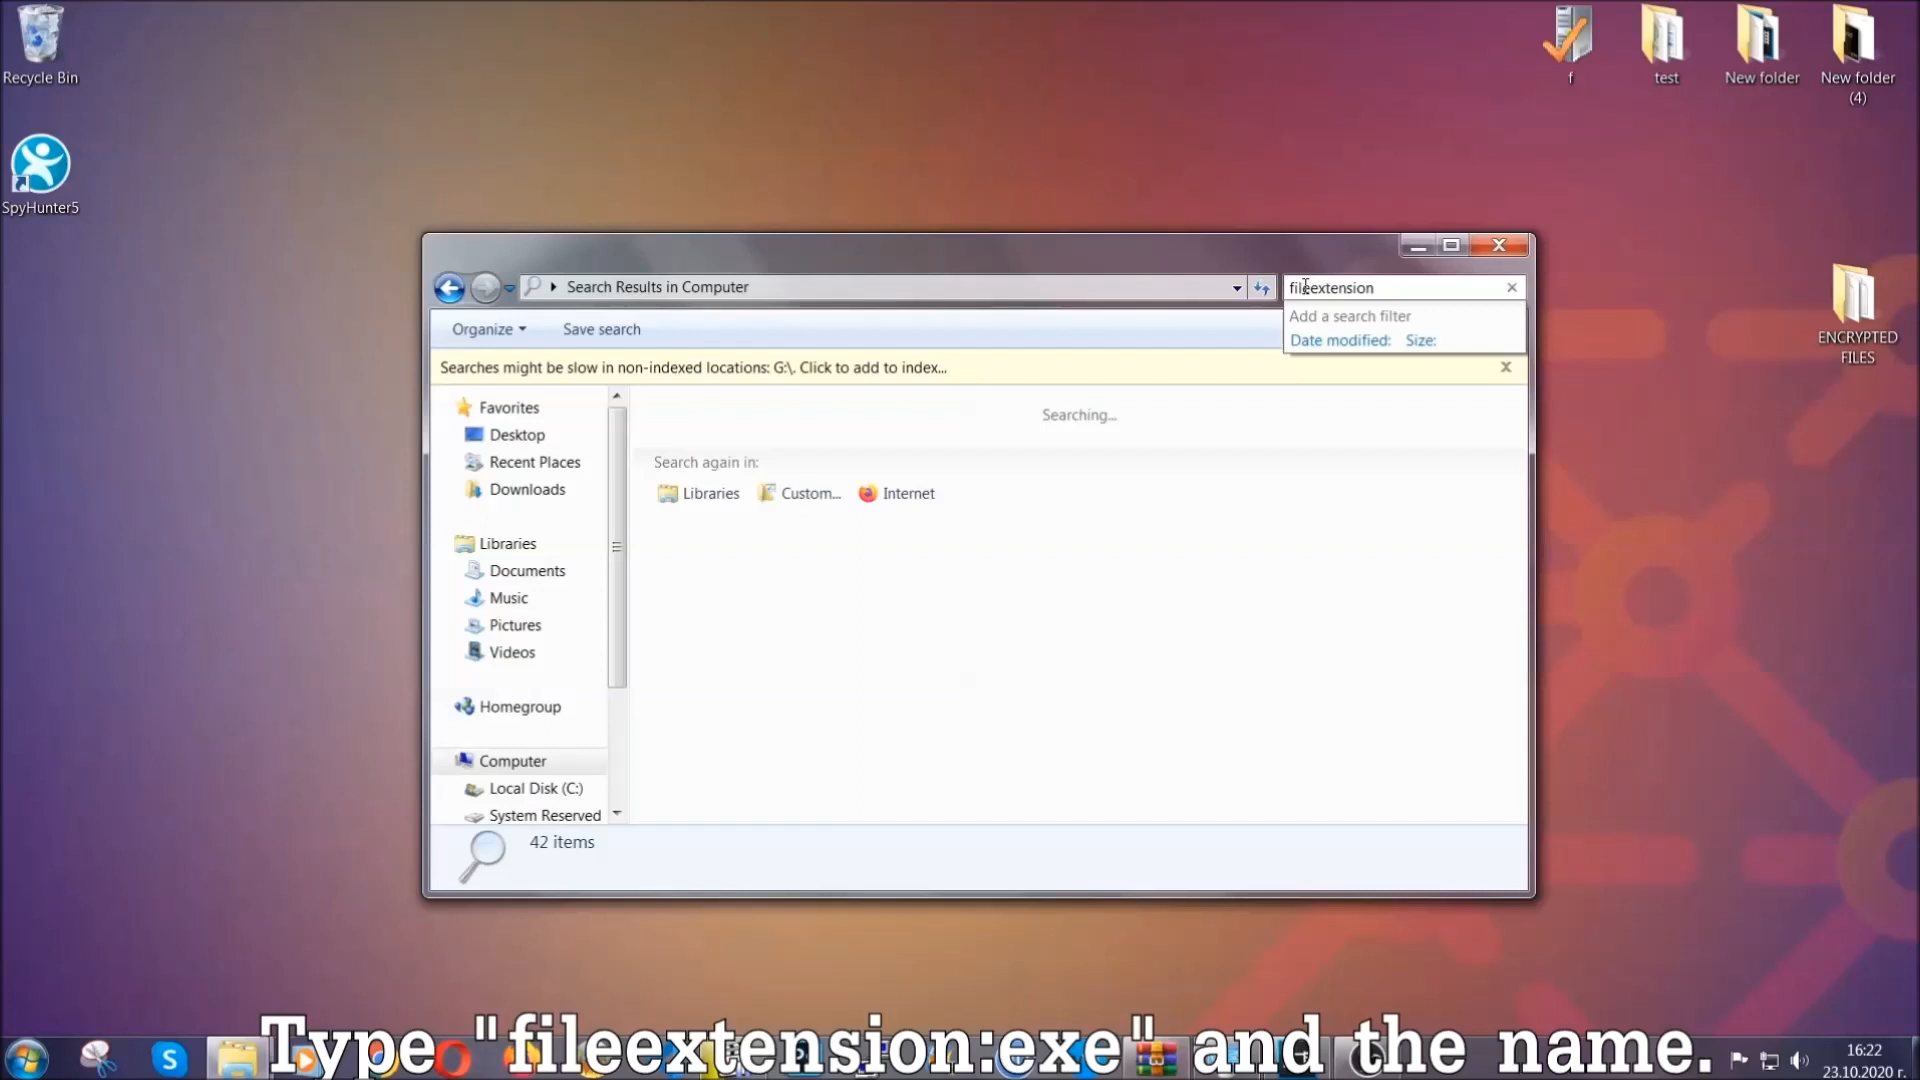 Recycle Bin
f
test
New folder
New folder
(4)
SpyHunter5
ENCRYPTED
FILES
Search Results in Computer
fileextension
Add a search filter
Date modified: Size:
Organize
Save search
Searches might be slow in non-indexed locations: G:\. Click to add to index...
Favorites
Desktop
Recent Places
Downloads
Libraries
Documents
Music
Pictures
Videos
Homegroup
Computer
Local Disk (C:)
System Reserved
Searching...
Search again in:
Libraries
Custom...
Internet
42 items
Type "fileextension:exe" and the name.
16:22
23.10.2020 г.